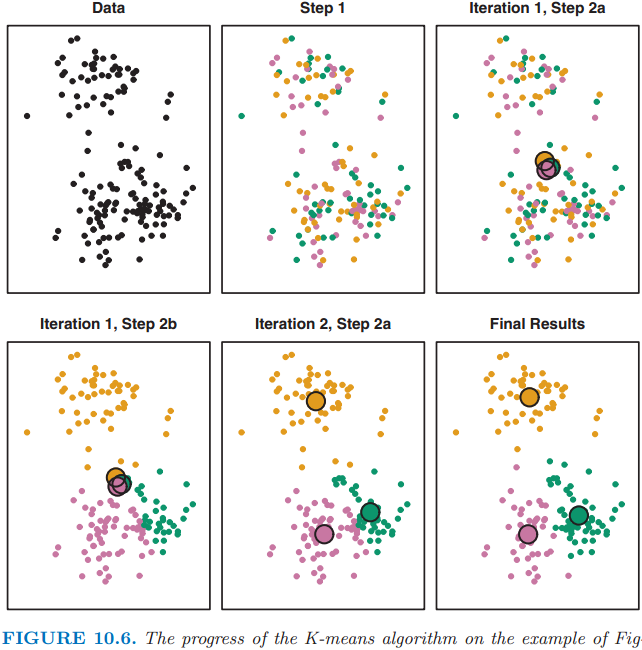 Data
Step 1
Iteration 1, Step 2a
Iteration 1, Step 2b
Iteration 2, Step 2a
Final Results
FIGURE 10.6. The progress of the K-means algorithm on the example of Fig